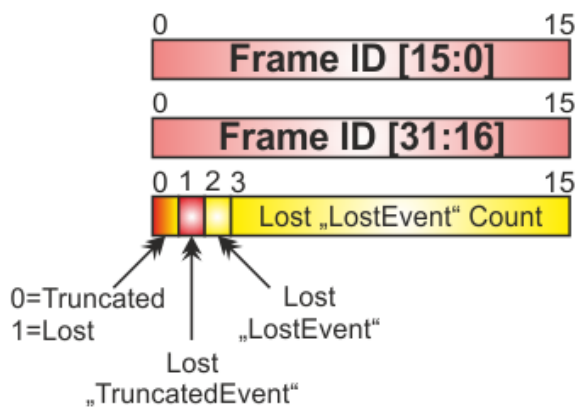 0 15
Frame ID [15:0]
0 15
Frame ID [31:16]
0 1 2 3 15
Lost „LostEvent“ Count
0=Truncated
1=Lost
Lost
„LostEvent“
Lost
„TruncatedEvent“